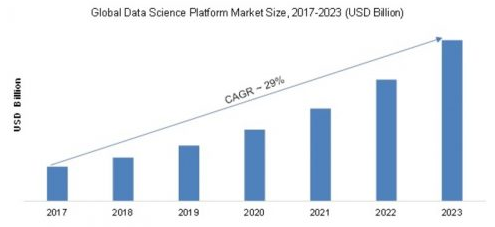 Global Data Science Platform Market Size, 2017-2023 (USD Billion)
USD Billion
CAGR ~ 29%
2017 2018 2019 2020 2021 2022 2023